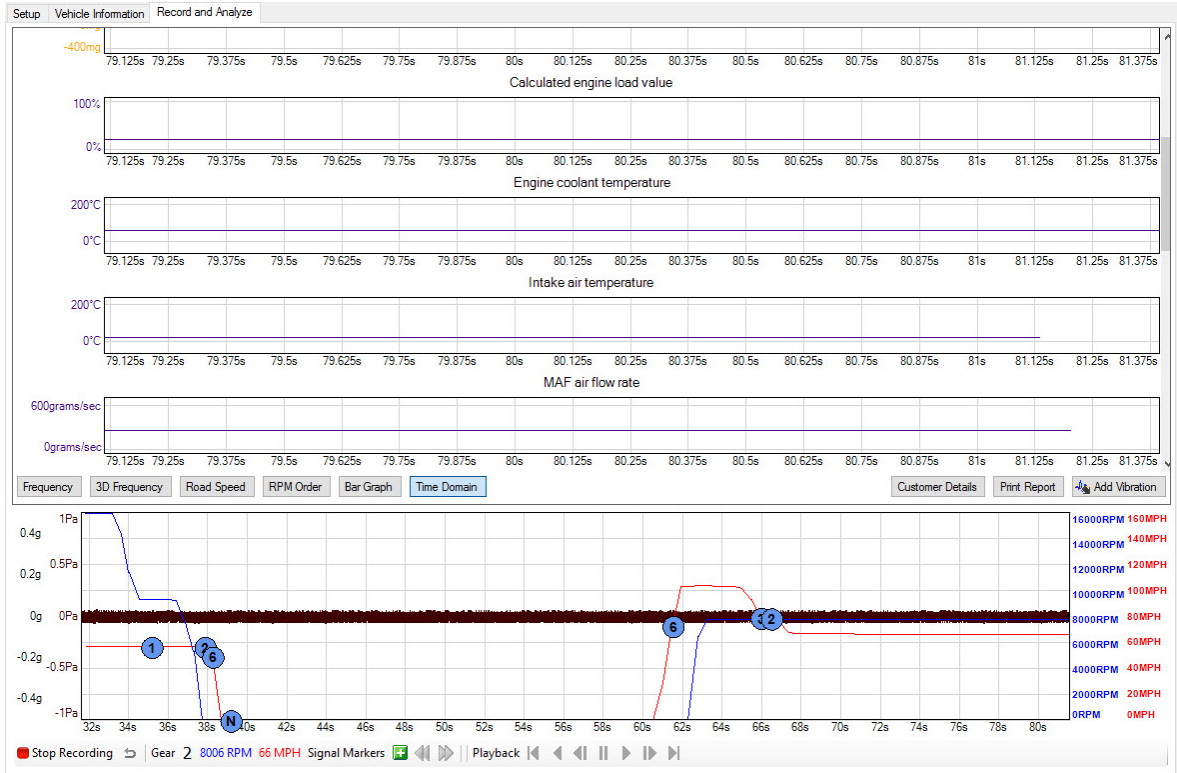 Setup Vehicle Information Record and Analyze
-400mg
79.125s 79.25s 79.375s 79.5s 79.625s 79.75s 79.875s 80s 80.125s 80.25s 80.375s 80.5s 80.625s 80.75s 80.875s 81s 81.125s 81.25s 81.375s
Calculated engine load value
100%
0%
79.125s 79.25s 79.375s 79.5s 79.625s 79.75s 79.875s 80s 80.125s 80.25s 80.375s 80.5s 80.625s 80.75s 80.875s 81s 81.125s 81.25s 81.375s
Engine coolant temperature
200°C
0°C
79.125s 79.25s 79.375s 79.5s 79.625s 79.75s 79.875s 80s 80.125s 80.25s 80.375s 80.5s 80.625s 80.75s 80.875s 81s 81.125s 81.25s 81.375s
Intake air temperature
200°C
0°C
79.125s 79.25s 79.375s 79.5s 79.625s 79.75s 79.875s 80s 80.125s 80.25s 80.375s 80.5s 80.625s 80.75s 80.875s 81s 81.125s 81.25s 81.375s
MAF air flow rate
600grams/sec
0grams/sec
79.125s 79.25s 79.375s 79.5s 79.625s 79.75s 79.875s 80s 80.125s 80.25s 80.375s 80.5s 80.625s 80.75s 80.875s 81s 81.125s 81.25s 81.375s
Frequency 3D Frequency Road Speed RPM Order Bar Graph Time Domain Customer Details Print Report Add Vibration
1Pa 16000RPM 160MPH
0.4g 14000RPM 140MPH
0.5Pa 12000RPM 120MPH
0.2g 10000RPM 100MPH
0g 0Pa 8000RPM 80MPH
6 2
1 2 6 6000RPM 60MPH
-0.2g -0.5Pa 4000RPM 40MPH
-0.4g 2000RPM 20MPH
-1Pa N 0RPM 0MPH
32s 34s 36s 38s 40s 42s 44s 46s 48s 50s 52s 54s 56s 58s 60s 62s 64s 66s 68s 70s 72s 74s 76s 78s 80s
Stop Recording Gear 2 8006 RPM 66 MPH Signal Markers Playback